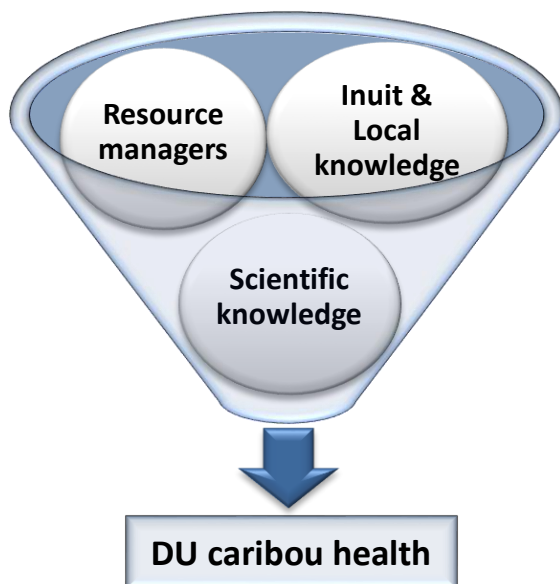 Resource
managers
Inuit &
Local
knowledge
Scientific
knowledge
DU caribou health